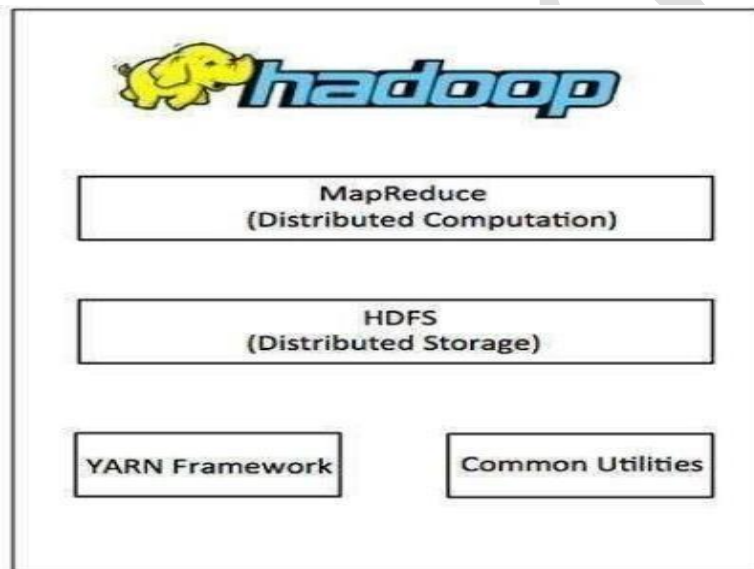 hadoop
MapReduce
(Distributed Computation)
HDFS
(Distributed Storage)
YARN Framework
Common Utilities